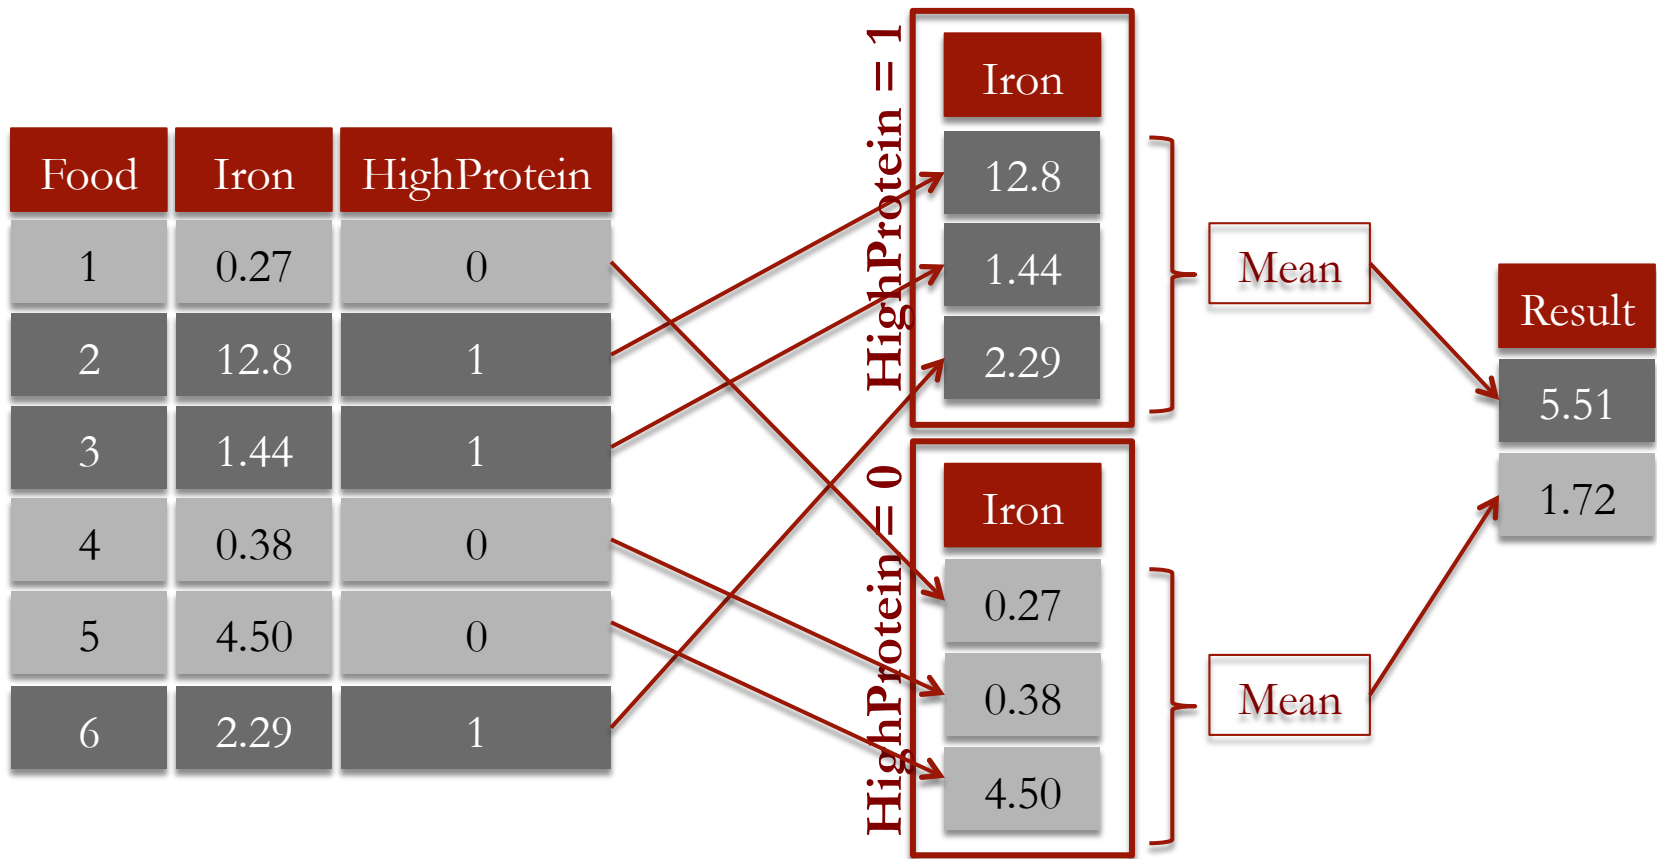 Food Iron HighProtein
1 0.27 0
2 12.8 1
3 1.44 1
4 0.38 0
5 4.50 0
6 2.29 1
HighProtein = 1
Iron
12.8
1.44
2.29
Mean
HighProtein = 0
Iron
0.27
0.38
4.50
Mean
Result
5.51
1.72